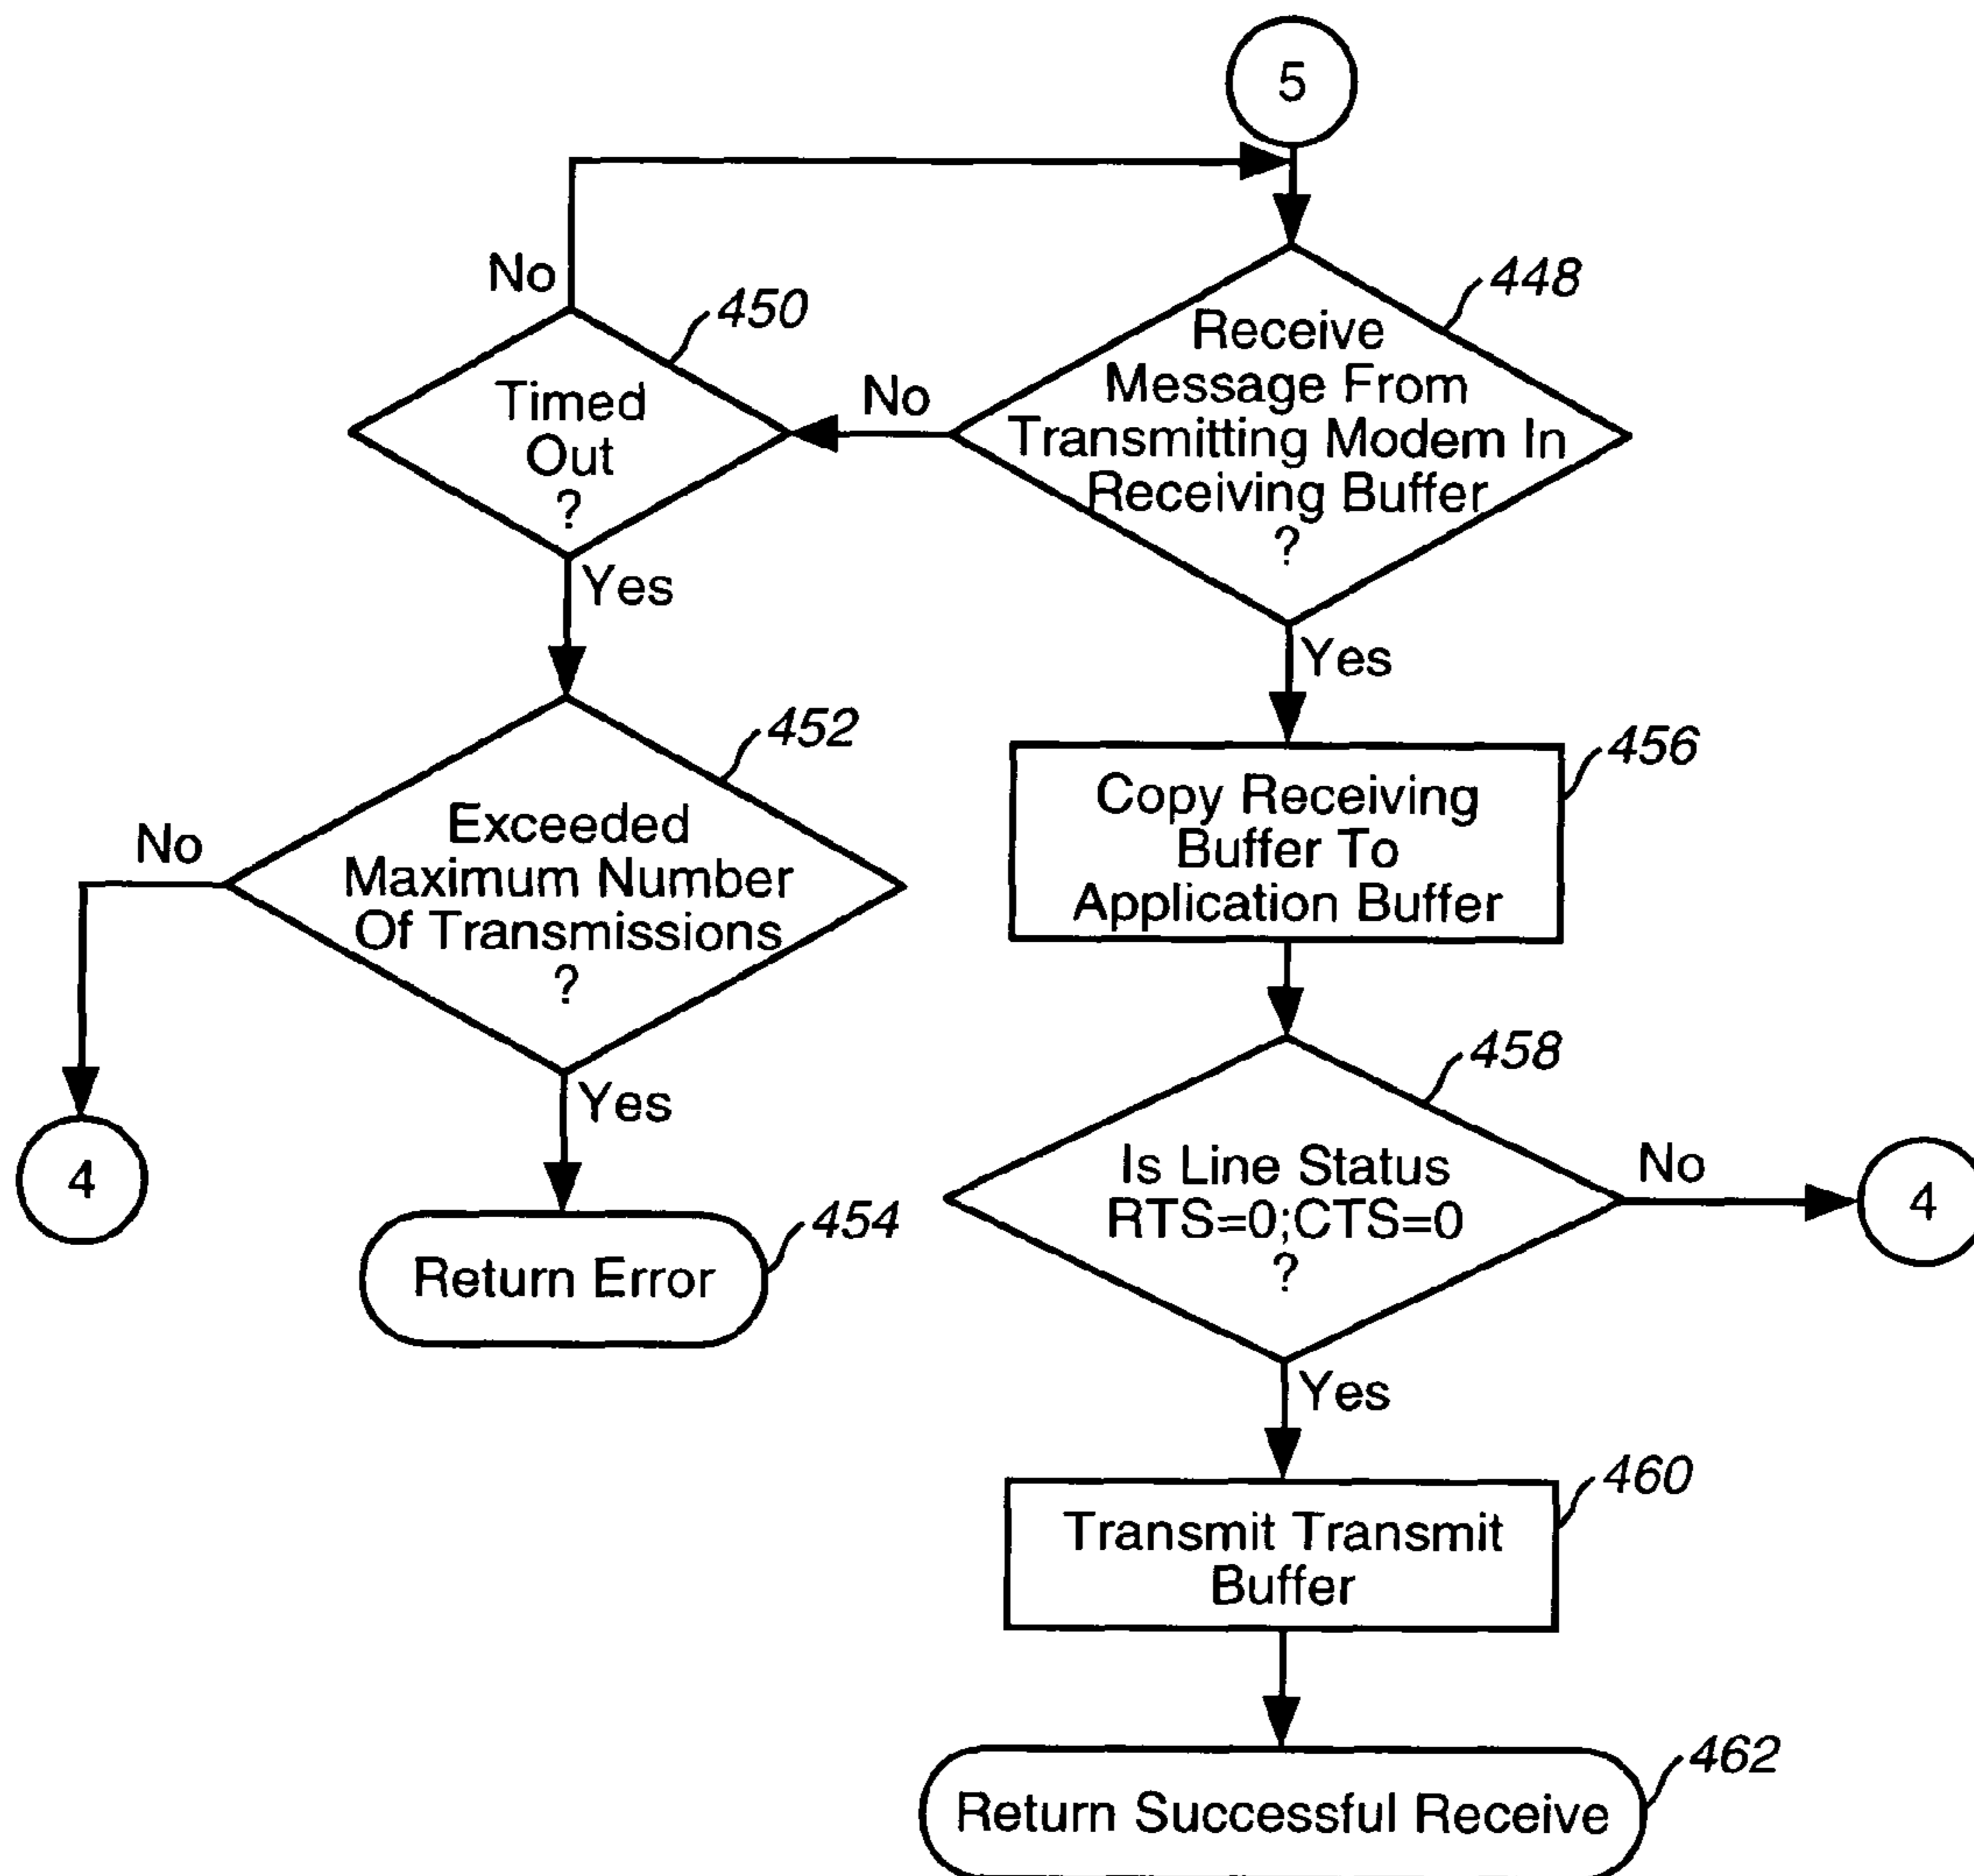 5
No
450
448
Timed
Out
?
No
Receive
Message From
Transmitting Modem In
Receiving Buffer
?
Yes
Yes
452
456
No
Exceeded
Maximum Number
Of Transmissions
?
Copy Receiving
Buffer To
Application Buffer
458
Yes
4
Is Line Status
RTS=0;CTS=0
?
No
4
454
Return Error
Yes
460
Transmit Transmit
Buffer
462
Return Successful Receive